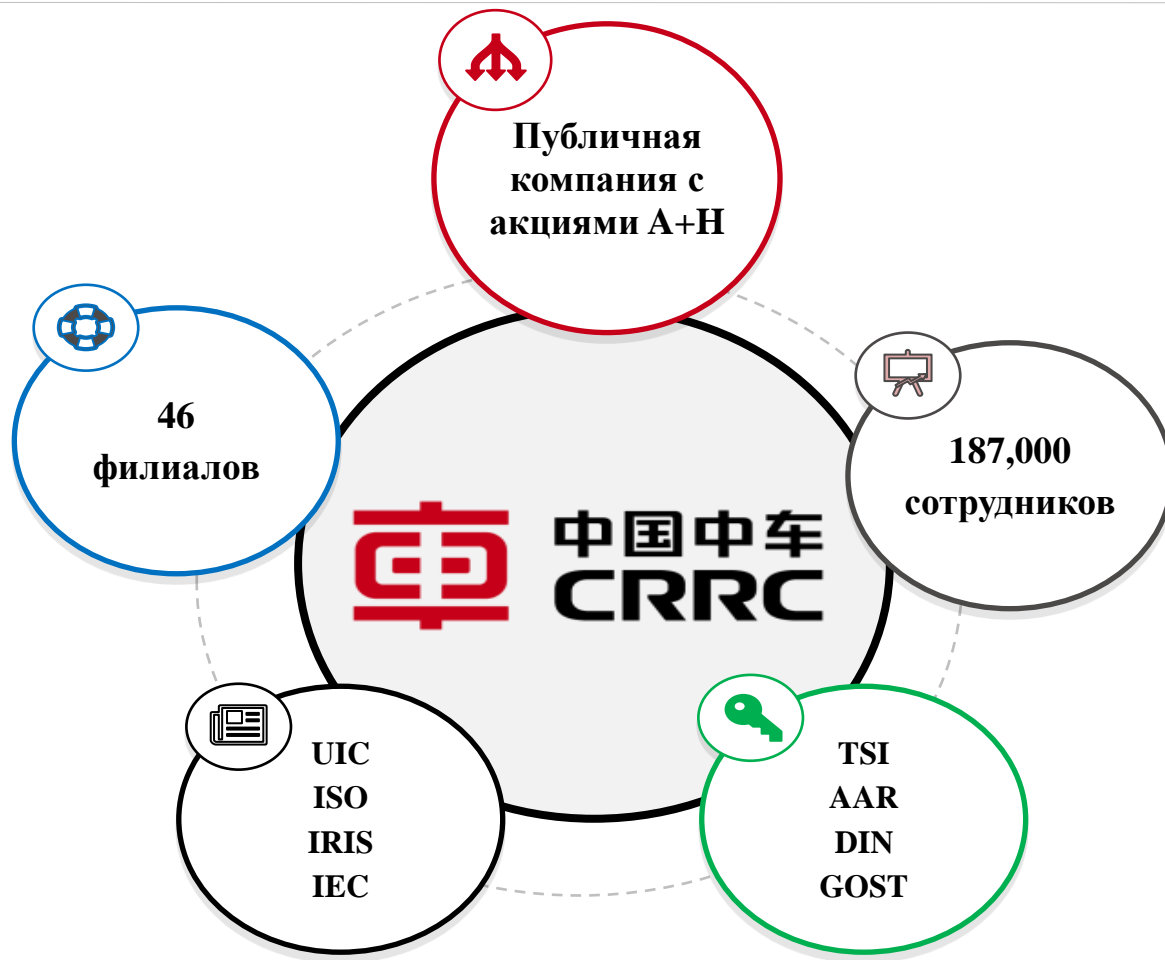 Публичная
компания с
акциями A+H
46
филиалов
187,000
сотрудников
中国中车
CRRC
UIC
ISO
IRIS
IEC
TSI
AAR
DIN
GOST